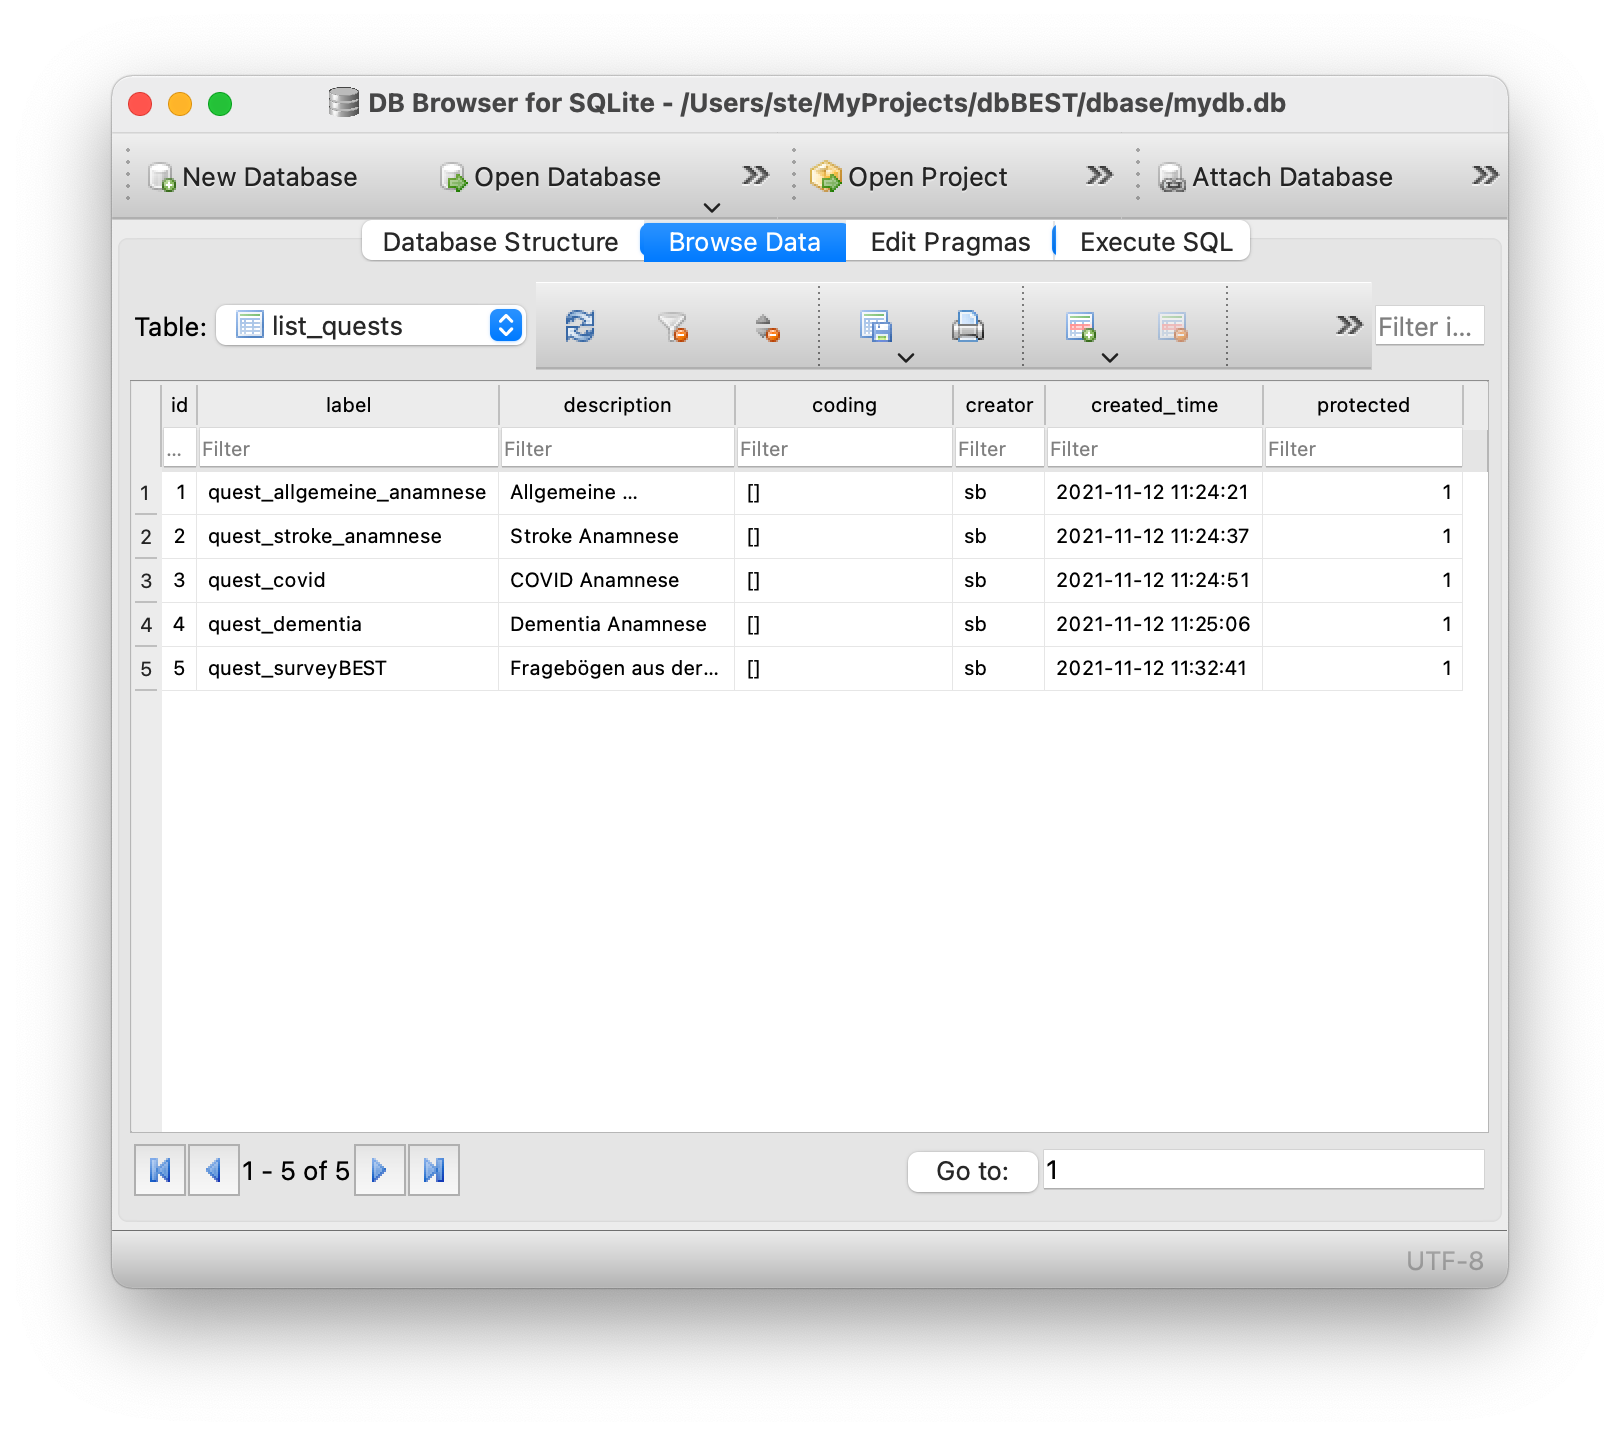 DB Browser for SQLite - /Users/ste/MyProjects/dbBEST/dbase/mydb.db
New Database Open Database Open Project Attach Database
Database Structure Browse Data Edit Pragmas Execute SQL
Table: list_quests Filter i...
id label description coding creator created_time protected
... Filter Filter Filter Filter Filter Filter
1 1 quest_allgemeine_anamnese Allgemeine ... [] sb 2021-11-12 11:24:21 1
2 2 quest_stroke_anamnese Stroke Anamnese [] sb 2021-11-12 11:24:37 1
3 3 quest_covid COVID Anamnese [] sb 2021-11-12 11:24:51 1
4 4 quest_dementia Dementia Anamnese [] sb 2021-11-12 11:25:06 1
5 5 quest_surveyBEST Fragebögen aus der... [] sb 2021-11-12 11:32:41 1
1 - 5 of 5 Go to: 1
UTF-8